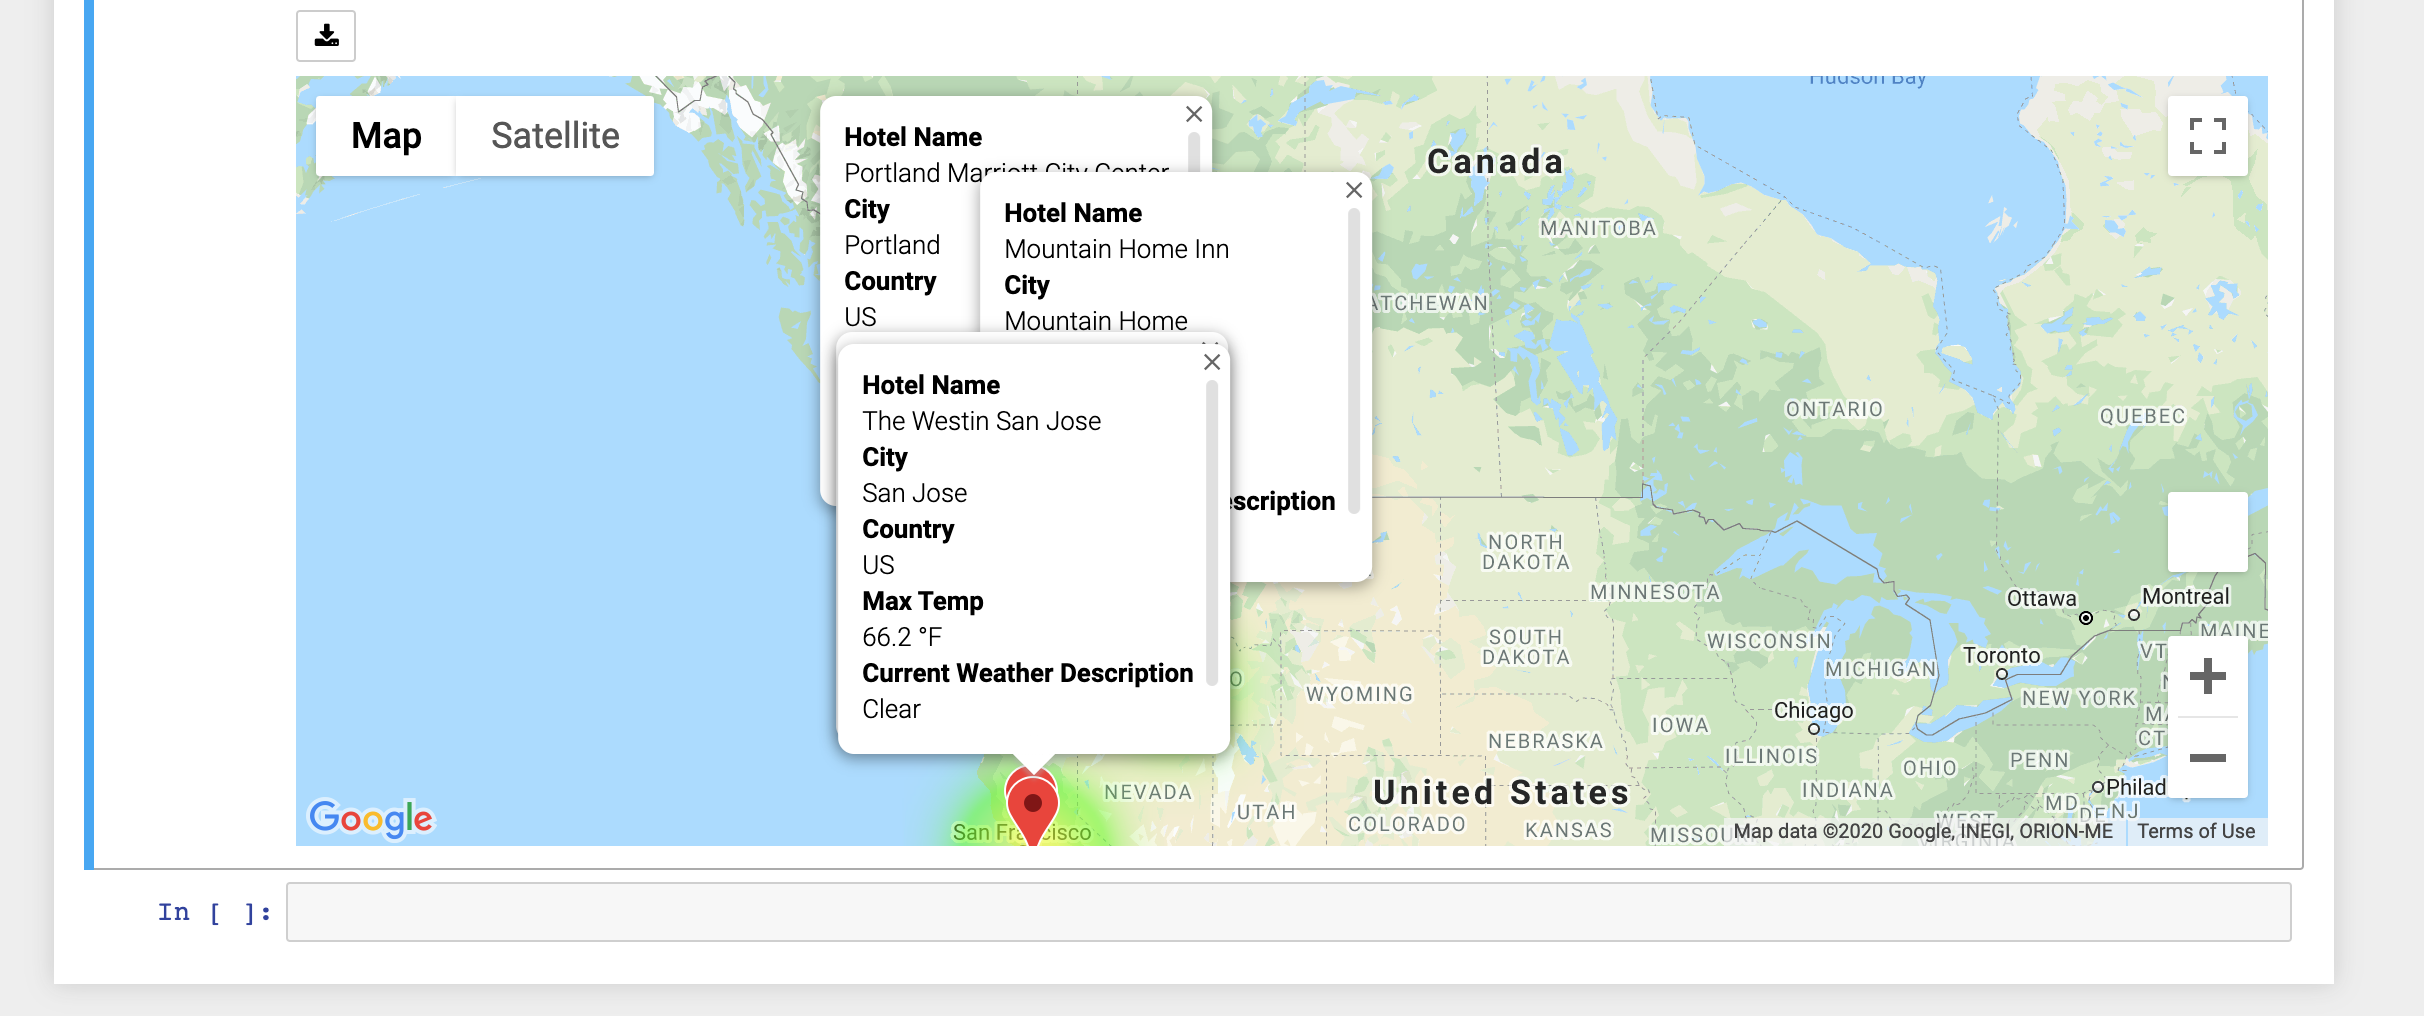 Hudson Bay
Map
Satellite
Hotel Name
Portland Marriott City Center
City
Portland
Country
US
Hotel Name
Mountain Home Inn
City
Mountain Home
escription
Hotel Name
The Westin San Jose
City
San Jose
Country
US
Max Temp
66.2 °F
Current Weather Description
Clear
Canada
MANITOBA
ATCHEWAN
ONTARIO
QUEBEC
NORTH
DAKOTA
MINNESOTA
Ottawa
Montreal
MAINE
SOUTH
DAKOTA
WISCONSIN
MICHIGAN
Toronto
VT
O
WYOMING
NEW YORK
Chicago
IOWA
MA
CT
NEBRASKA
ILLINOIS
OHIO
PENN
NEVADA
UTAH
United States
INDIANA
Philad
MD
DE NJ
COLORADO
KANSAS
MISSOU
WEST
VIRGINIA
San Francisco
Google
Map data ©2020 Google, INEGI, ORION-ME
Terms of Use
In [ ]: